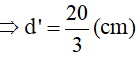 ⇒ d' = 20/3 (cm)